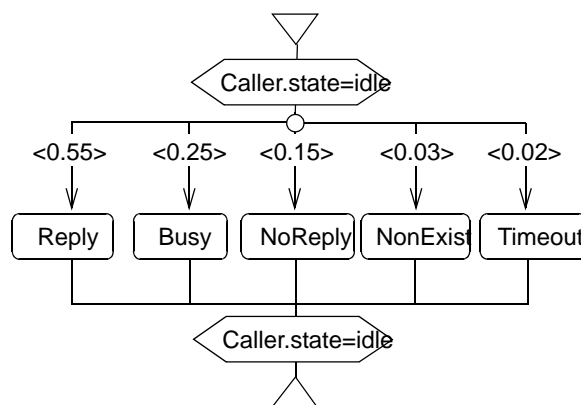 Caller.state=idle
<0.55> <0.25> <0.15> <0.03> <0.02>
Reply Busy NoReply NonExist Timeout
Caller.state=idle